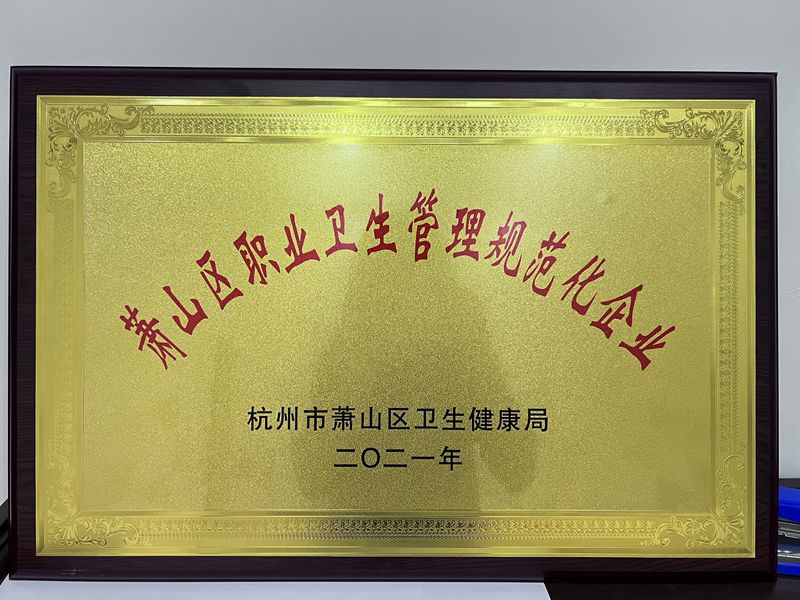 萧山区职业卫生管理规范化企业
杭州市萧山区卫生健康局
二〇二一年